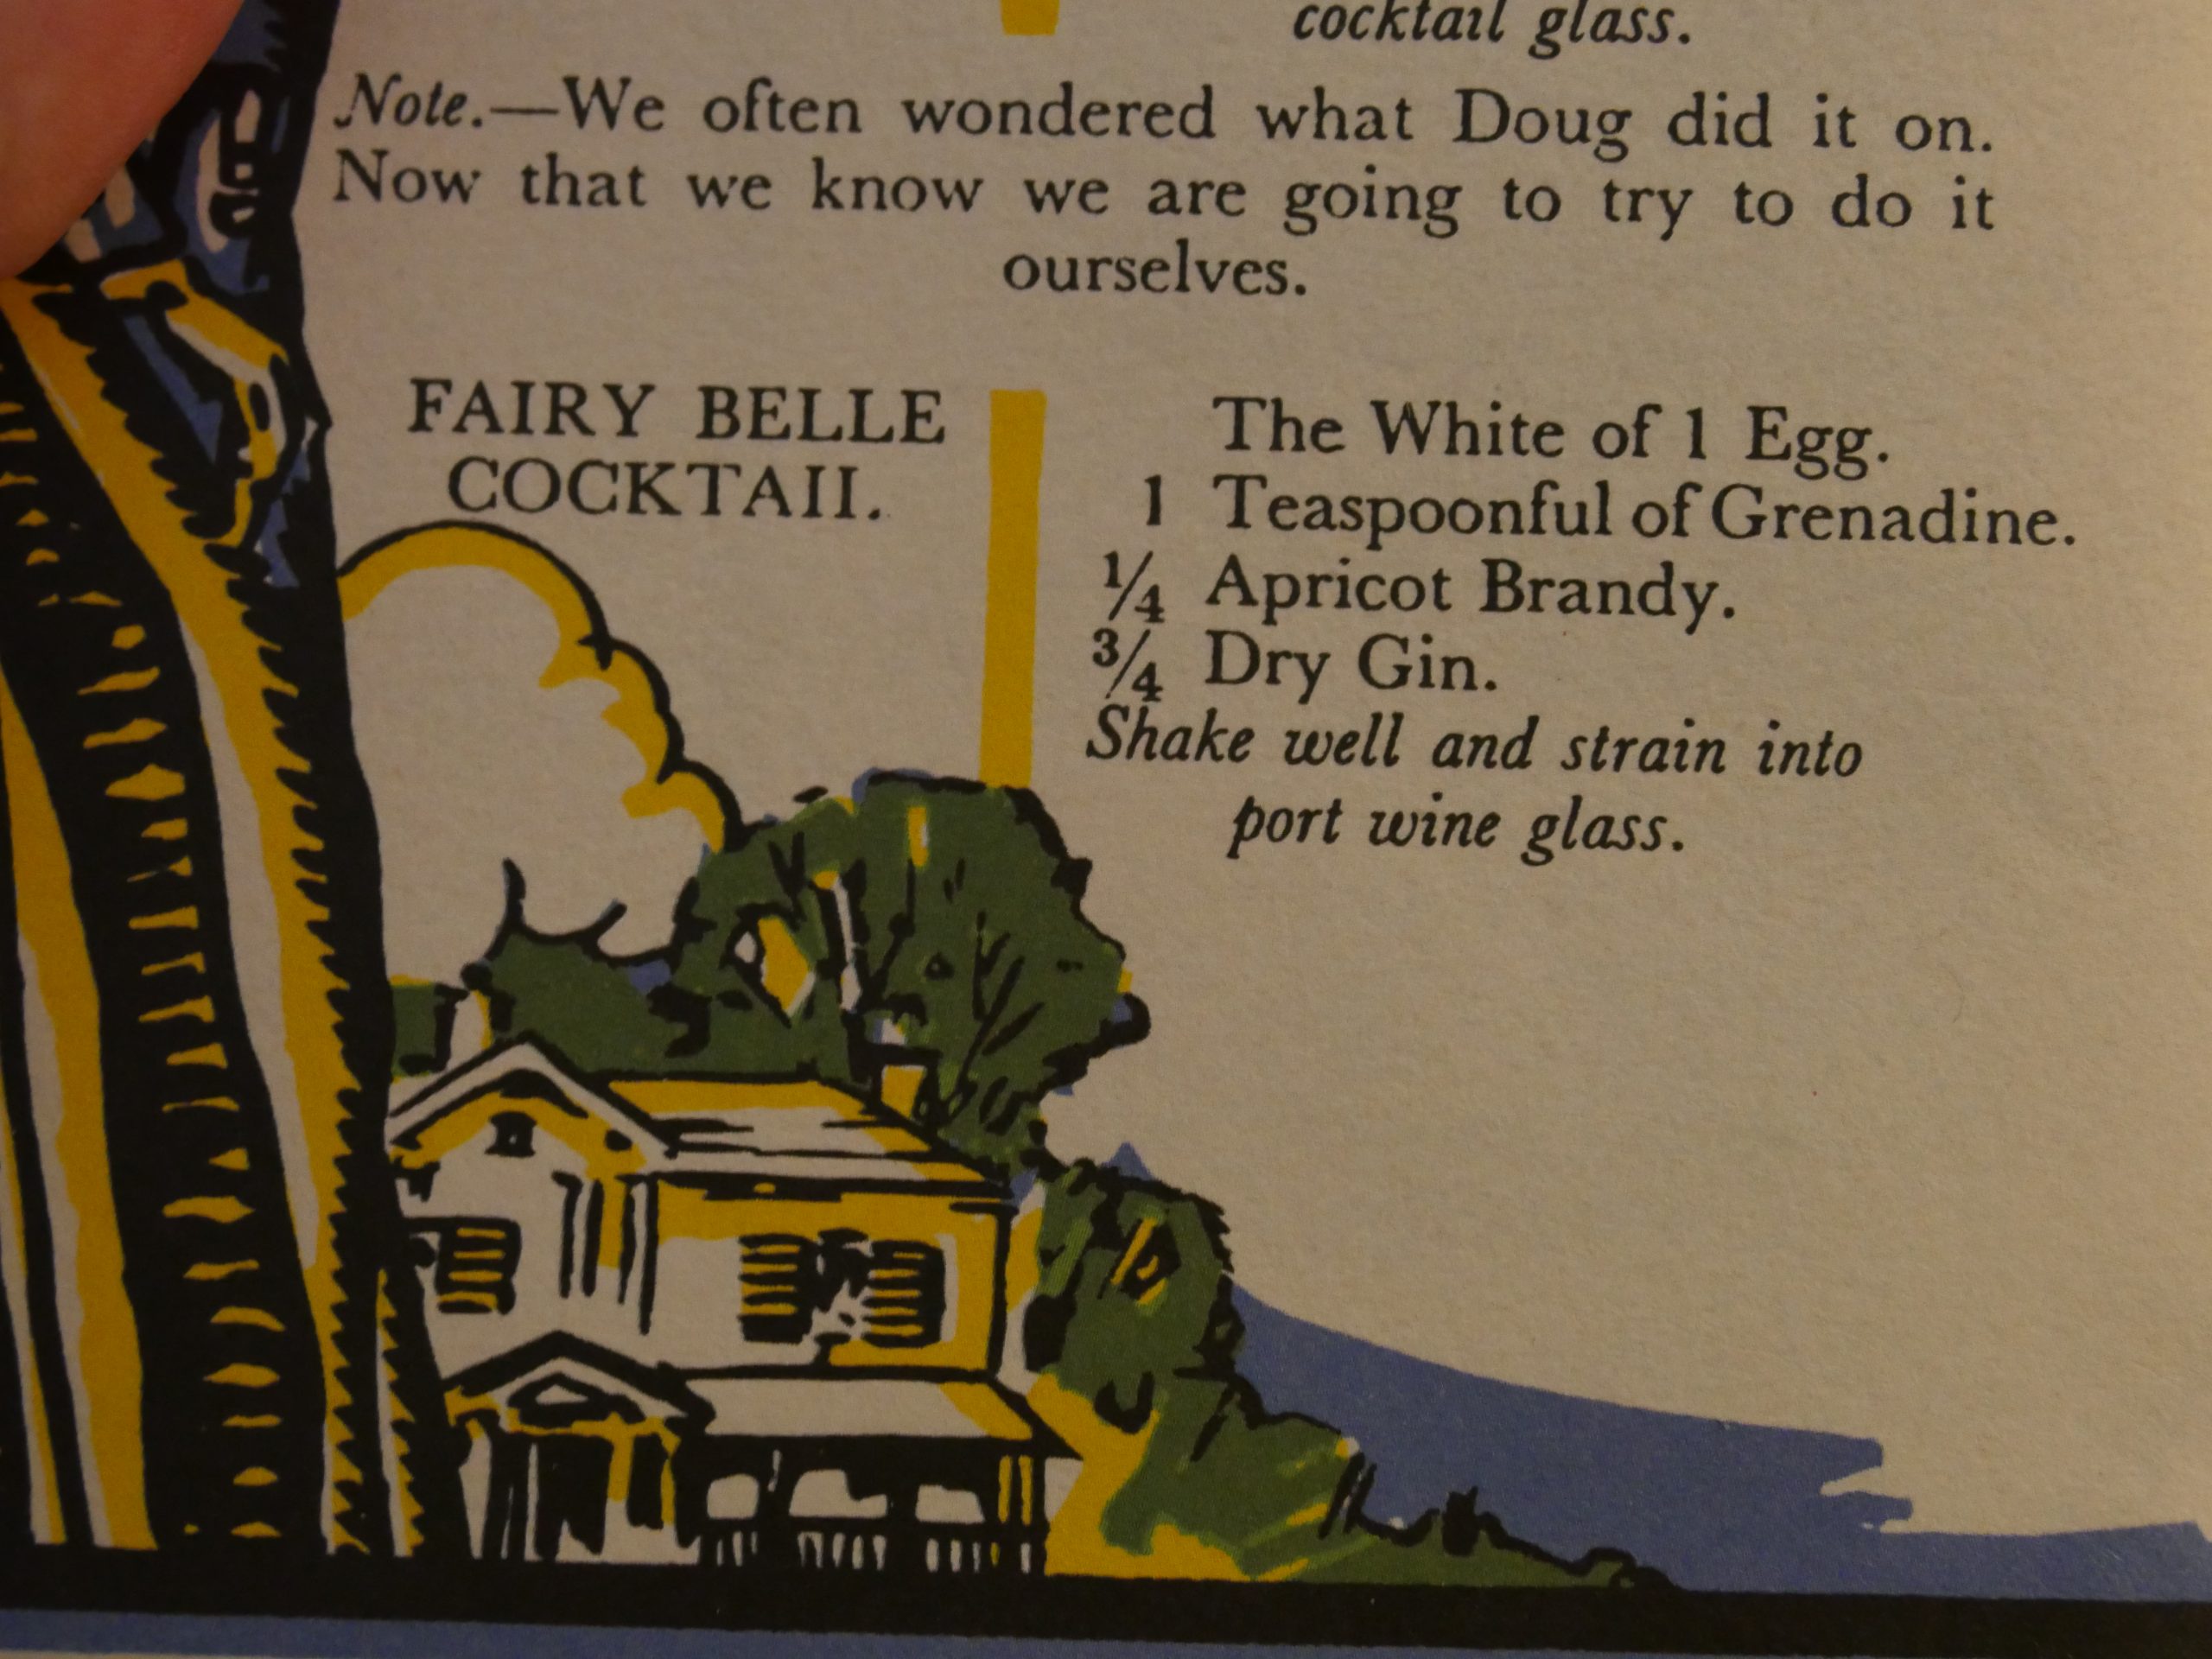 cocktail glass.
Note.—We often wondered what Doug did it on.
Now that we know we are going to try to do it
ourselves.
FAIRY BELLE
COCKTAIL.
The White of 1 Egg.
1 Teaspoonful of Grenadine.
¼ Apricot Brandy.
¾ Dry Gin.
Shake well and strain into
port wine glass.